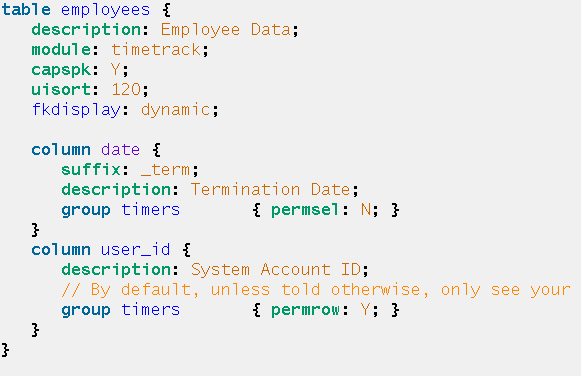 table employees {
description: Employee Data;
module: timetrack;
capspk: Y;
uisort: 120;
fkdisplay: dynamic;
column date {
suffix: _term;
description: Termination Date;
group timers { permsel: N; }
}
column user_id {
description: System Account ID;
// By default, unless told otherwise, only see your
group timers { permrow: Y; }
}
}